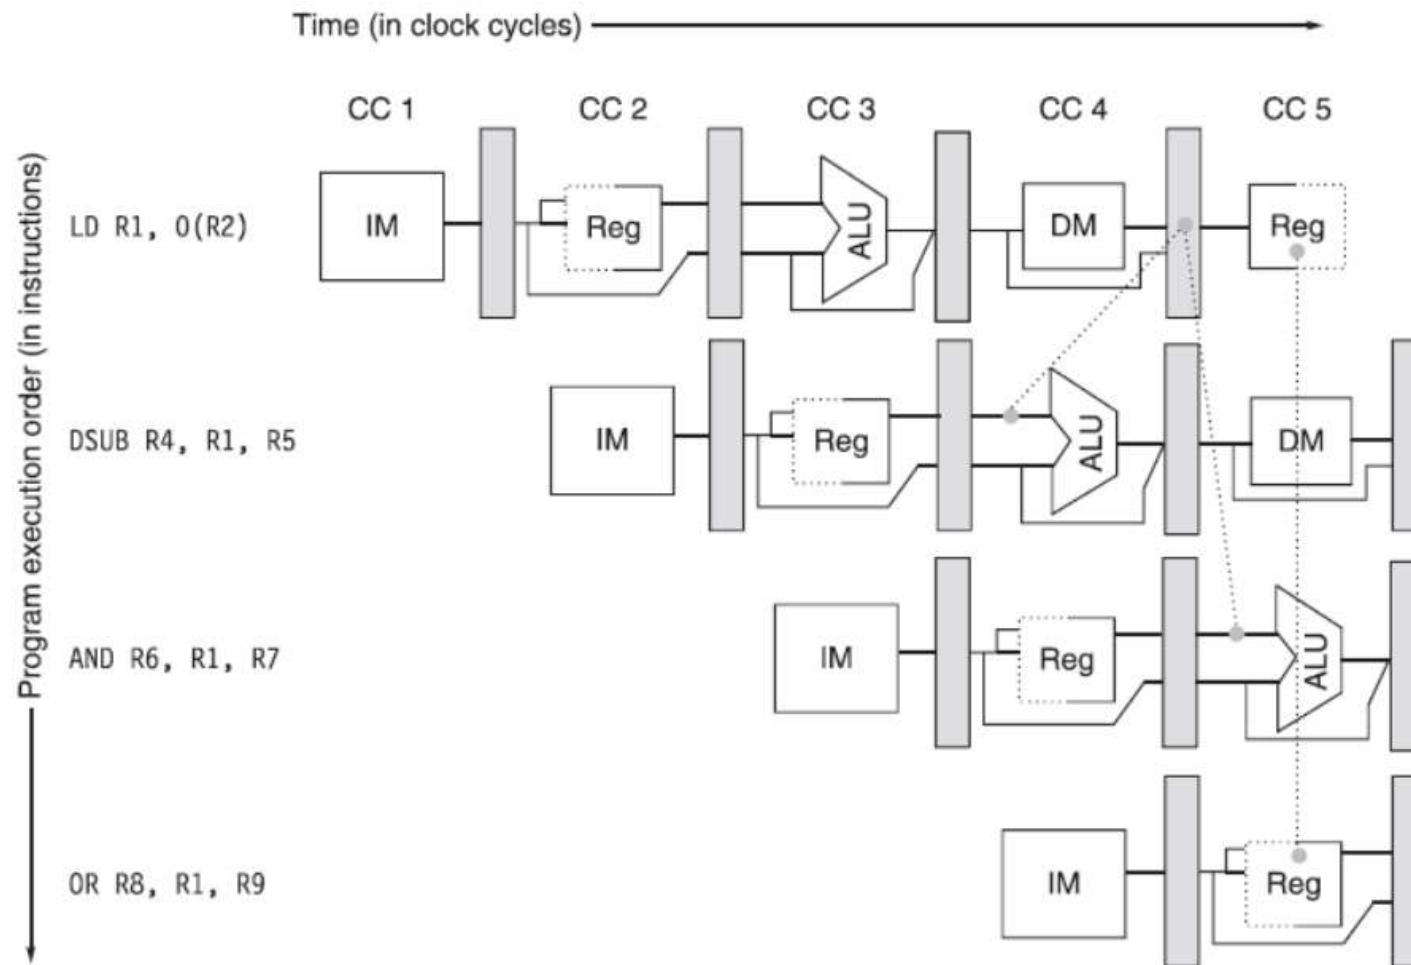 Time (in clock cycles)
CC 1 CC 2 CC 3 CC 4 CC 5
Program execution order (in instructions)
LD R1, 0(R2) IM Reg ALU DM Reg
DSUB R4, R1, R5 IM Reg ALU DM
AND R6, R1, R7 IM Reg ALU
OR R8, R1, R9 IM Reg